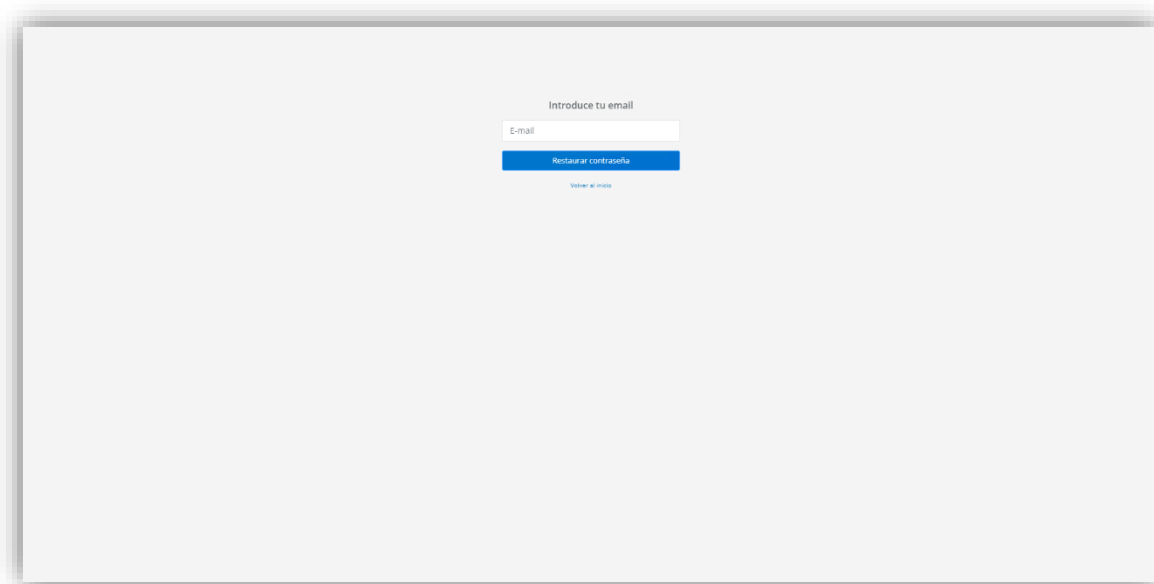 Introduce tu email
E-mail
Restaurar contraseña
Volver al inicio